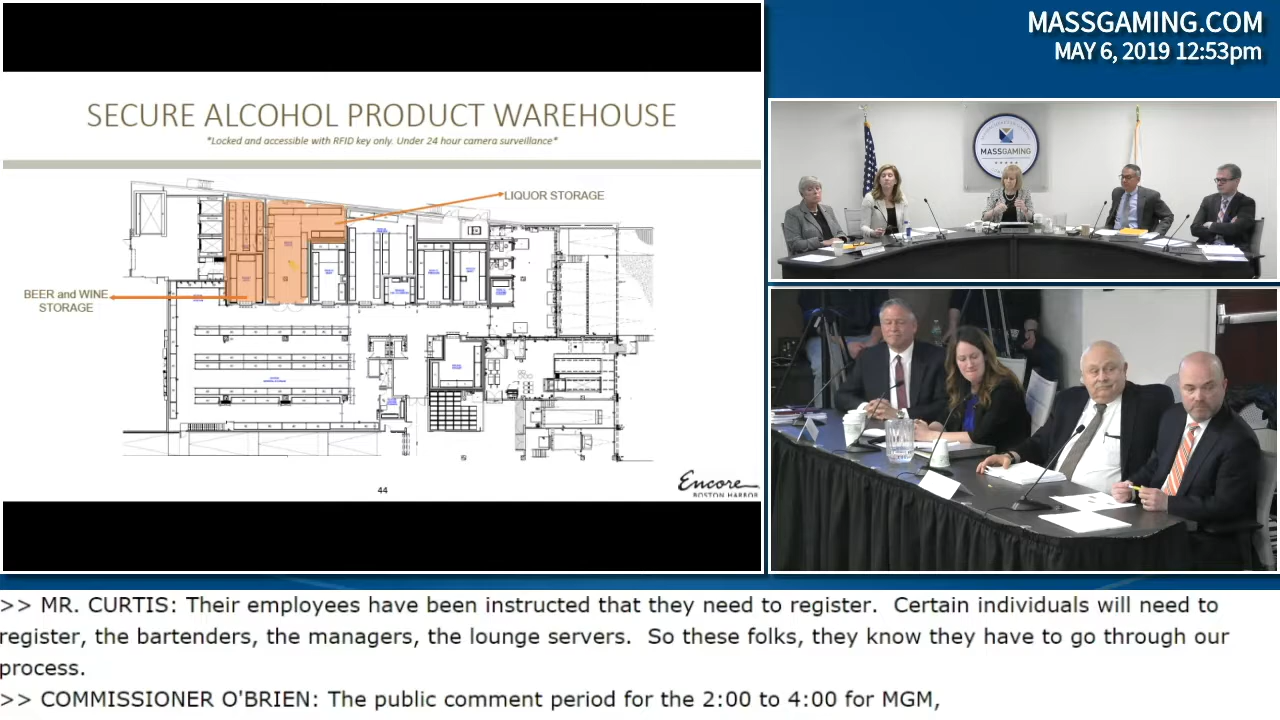 MASSGAMING.COM
MAY 6, 2019 12:53pm
SECURE ALCOHOL PRODUCT WAREHOUSE
*Locked and accessible with RFID key only. Under 24 hour camera surveillance*
LIQUOR STORAGE
BEER and WINE
STORAGE
44
Encore
BOSTON HARBOR
MASSGAMING
>> MR. CURTIS: Their employees have been instructed that they need to register.  Certain individuals will need to
register, the bartenders, the managers, the lounge servers.  So these folks, they know they have to go through our
process.
>> COMMISSIONER O'BRIEN: The public comment period for the 2:00 to 4:00 for MGM,